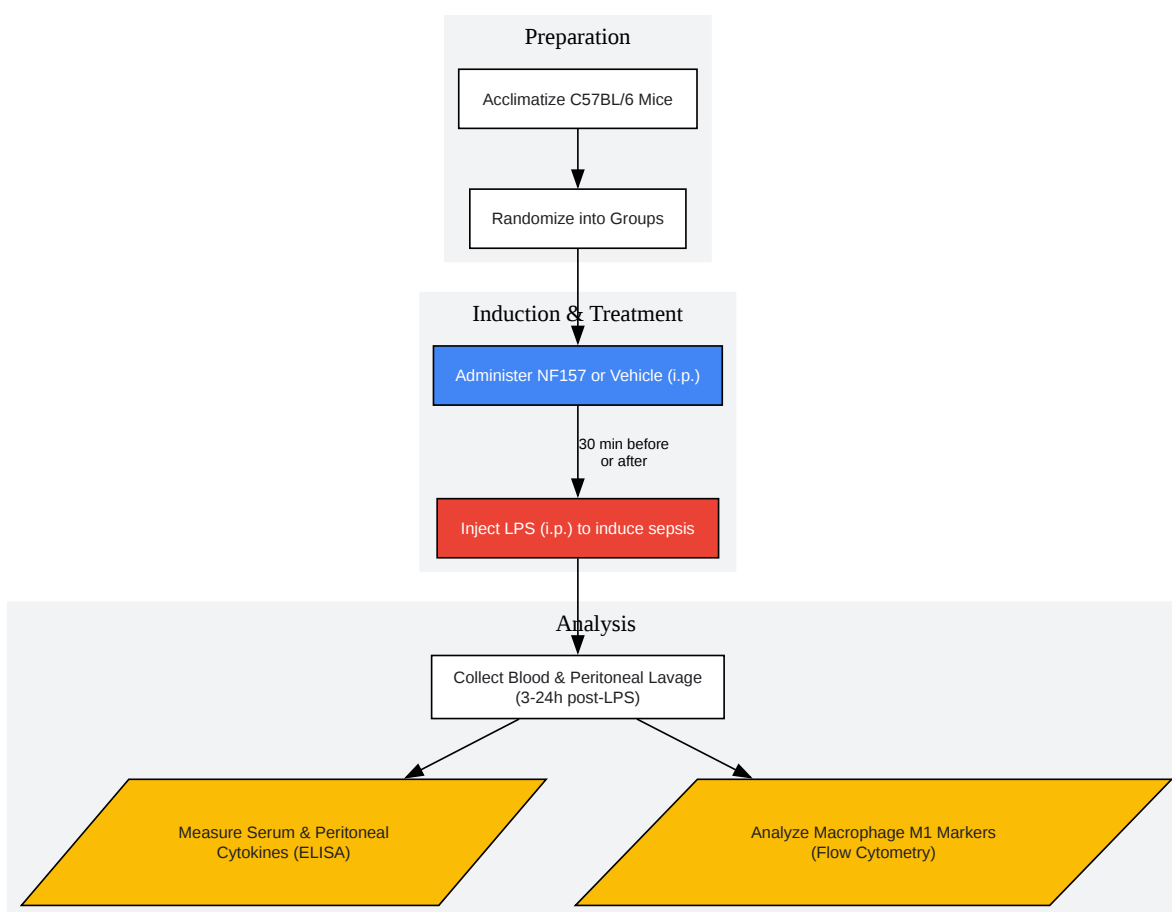 Preparation
Acclimatize C57BL/6 Mice
Randomize into Groups
Induction & Treatment
Administer NF157 or Vehicle (i.p.)
30 min before
or after
Inject LPS (i.p.) to induce sepsis
Analysis
Collect Blood & Peritoneal Lavage
(3-24h post-LPS)
Measure Serum & Peritoneal
Cytokines (ELISA)
Analyze Macrophage M1 Markers
(Flow Cytometry)